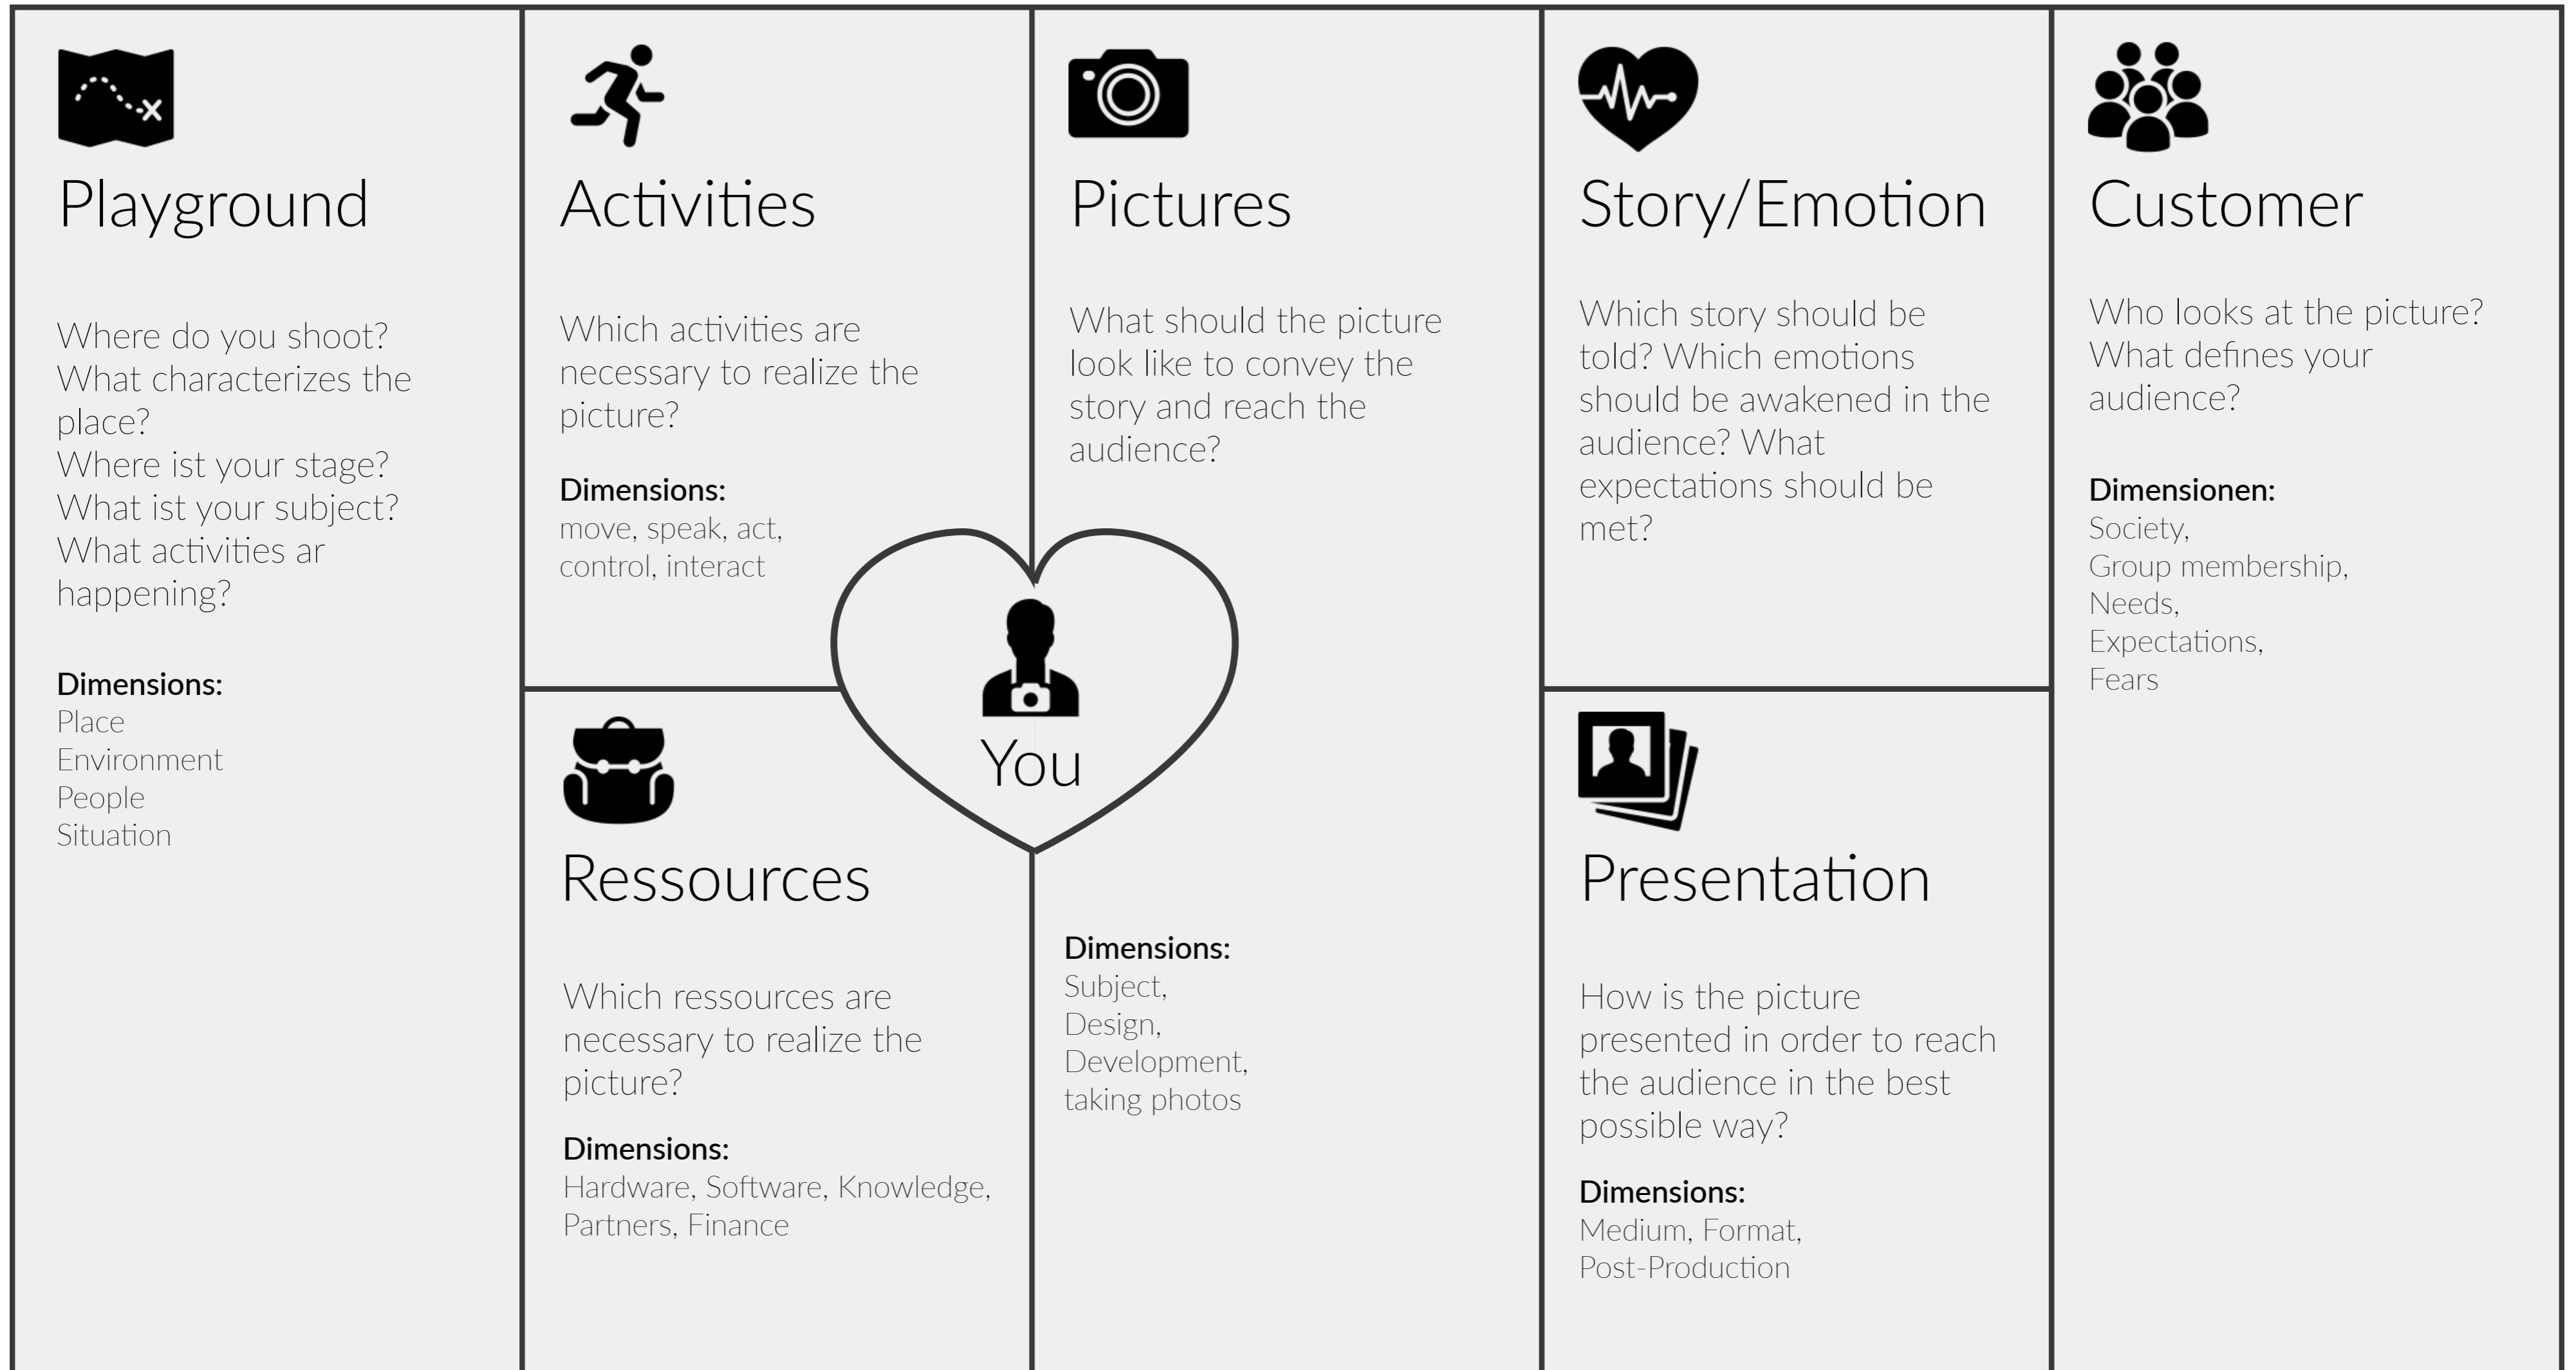 Playground
Where do you shoot?
What characterizes the
place?
Where ist your stage?
What ist your subject?
What activities ar
happening?
Dimensions:
Place
Environment
People
Situation
Activities
Which activities are
necessary to realize the
picture?
Dimensions:
move, speak, act,
control, interact
Ressources
Which ressources are
necessary to realize the
picture?
Dimensions:
Hardware, Software, Knowledge,
Partners, Finance
You
Pictures
What should the picture
look like to convey the
story and reach the
audience?
Dimensions:
Subject,
Design,
Development,
taking photos
Story/Emotion
Which story should be
told? Which emotions
should be awakened in the
audience? What
expectations should be
met?
Presentation
How is the picture
presented in order to reach
the audience in the best
possible way?
Dimensions:
Medium, Format,
Post-Production
Customer
Who looks at the picture?
What defines your
audience?
Dimensionen:
Society,
Group membership,
Needs,
Expectations,
Fears